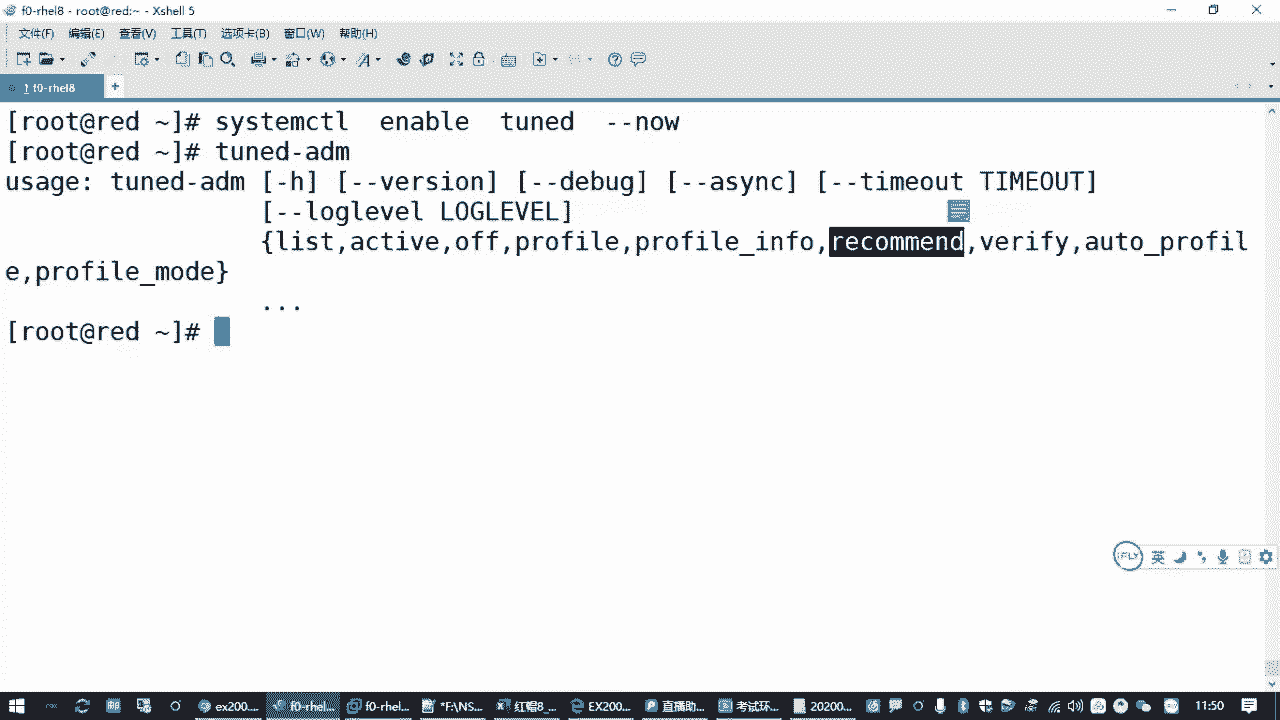 f0-rhel8 - root@red:~ - Xshell 5
文件(F) 编辑(E) 查看(V) 工具(T) 选项卡(B) 窗口(W) 帮助(H)
1 f0-rhel8
[root@red ~]# systemctl enable tuned --now
[root@red ~]# tuned-adm
usage: tuned-adm [-h] [--version] [--debug] [--async] [--timeout TIMEOUT]
[--loglevel LOGLEVEL]
{list,active,off,profile,profile_info,recommend,verify,auto_profil
e,profile_mode}
...
[root@red ~]#
iFLY 英
ex200.... f0-rhel... f0-rhel... *F:\NS... 红帽8_... EX200... 直播助... 考试环... 20200... 11:50